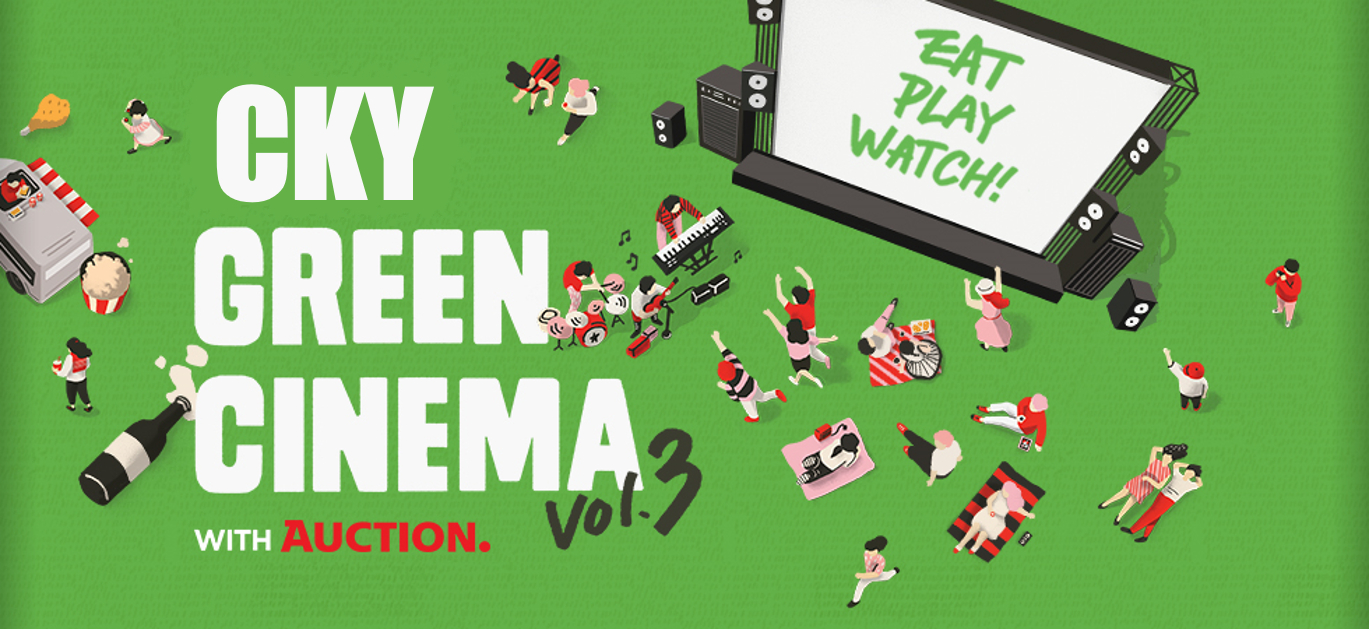 CKY
GREEN
CINEMA
vol.3
WITH AUCTION.
EAT
PLAY
WATCH!